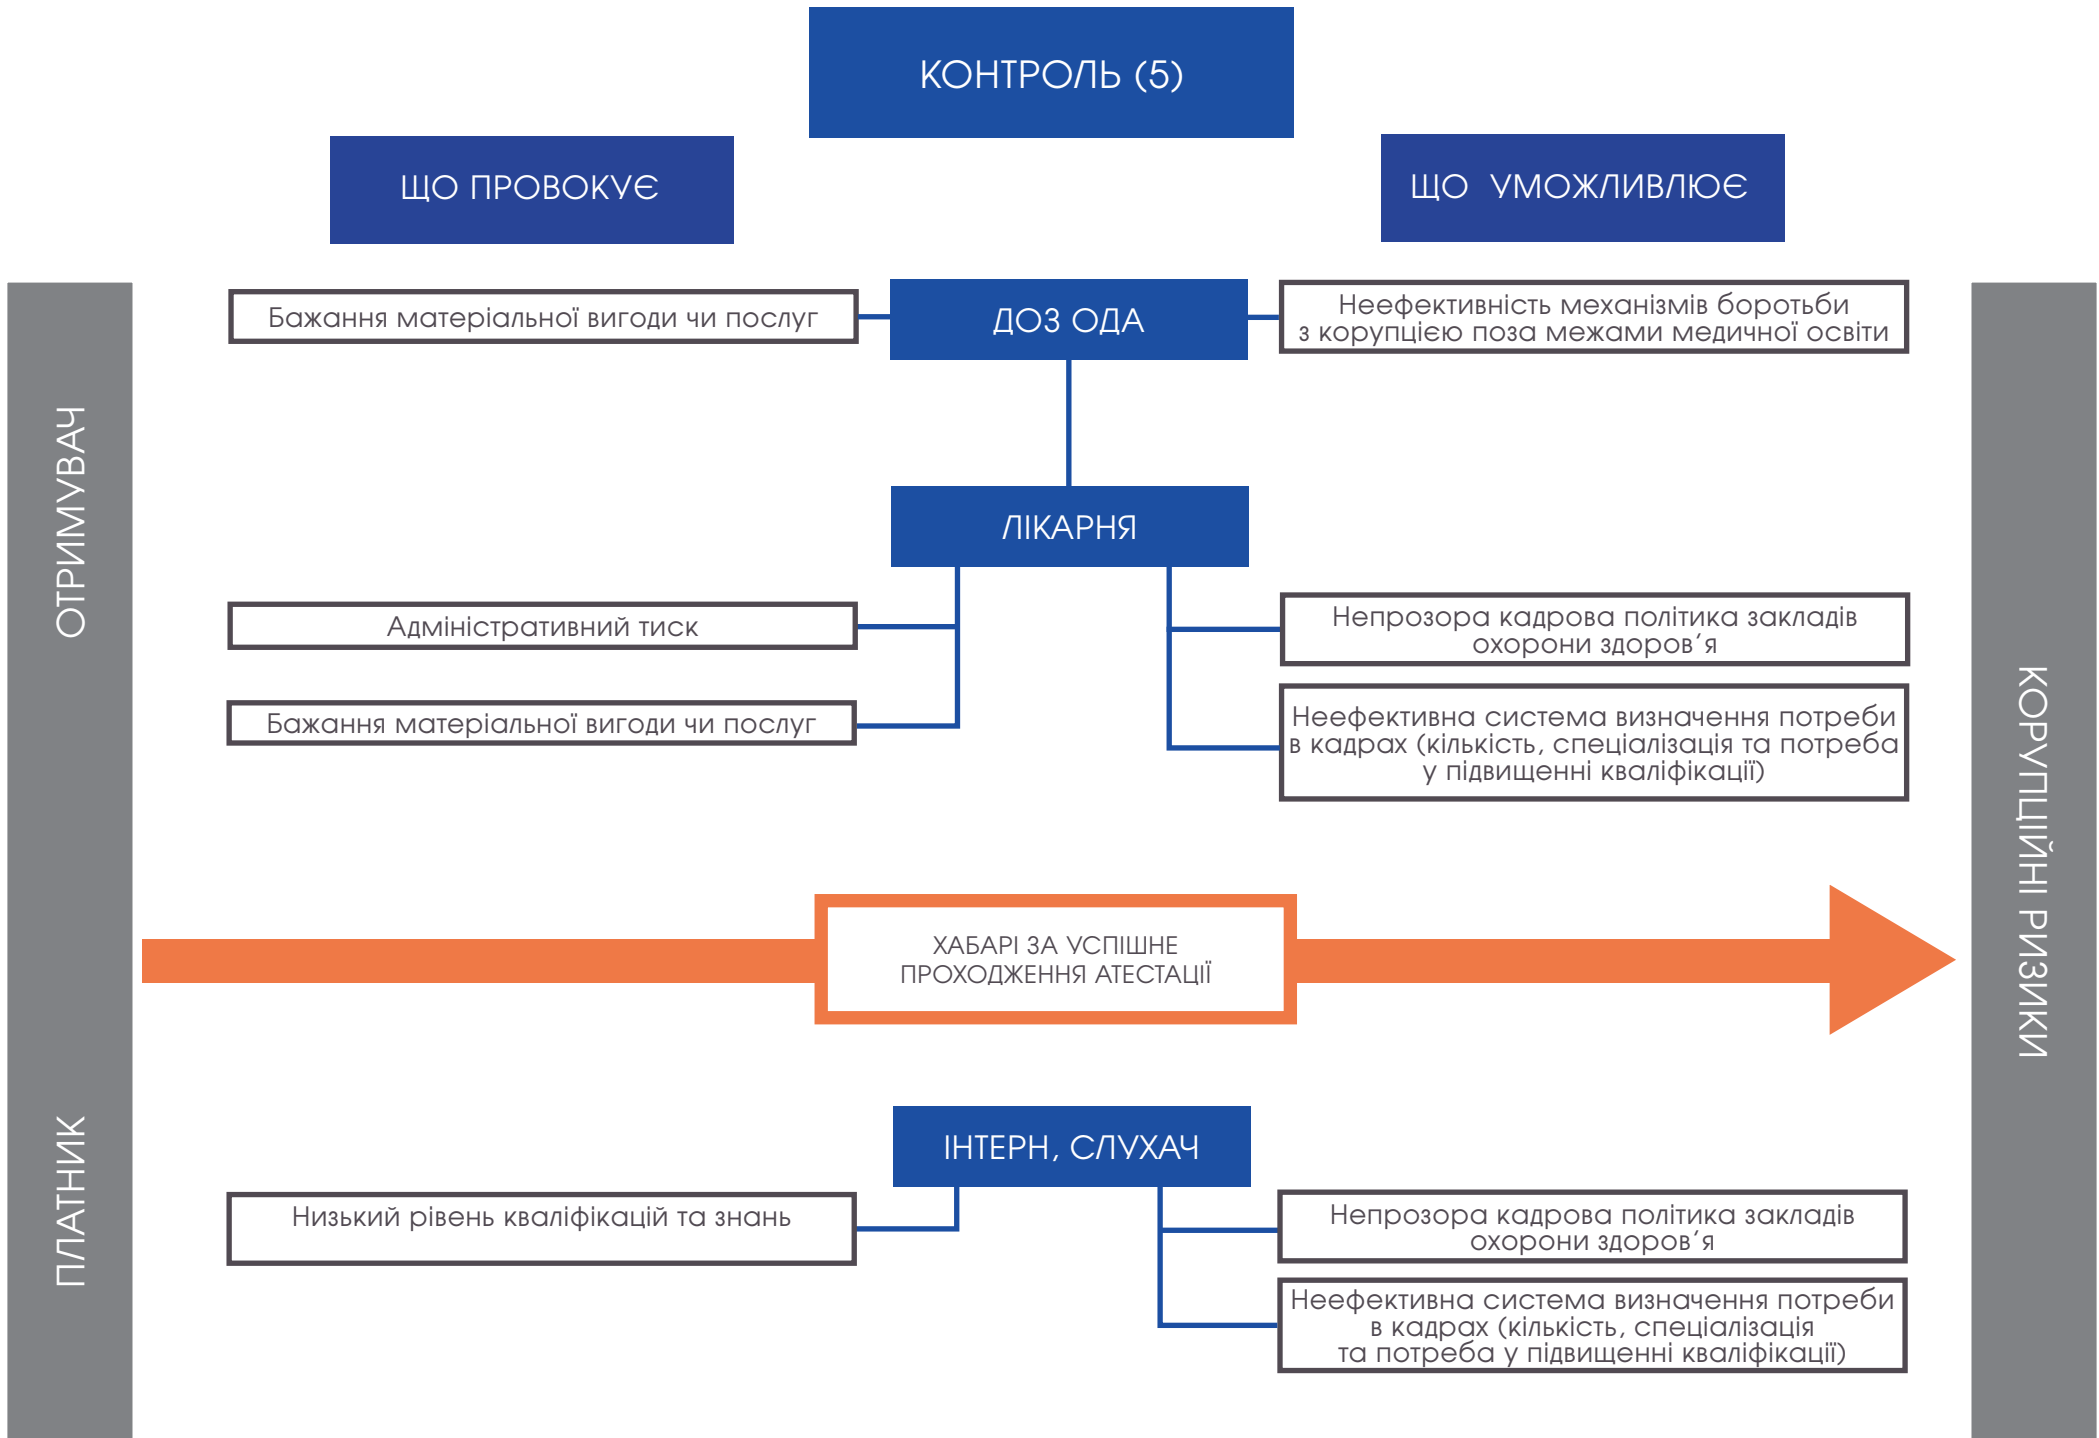 КОНТРОЛЬ (5)
ЩО ПРОВОКУЄ
ЩО УМОЖЛИВЛЮЄ
ОТРИМУВАЧ
Бажання матеріальної вигоди чи послуг
ДОЗ ОДА
Неефективність механізмів боротьби
з корупцією поза межами медичної освіти
ЛІКАРНЯ
Адміністративний тиск
Бажання матеріальної вигоди чи послуг
Непрозора кадрова політика закладів
охорони здоров’я
Неефективна система визначення потреби
в кадрах (кількість, спеціалізація та потреба
у підвищенні кваліфікації)
КОРУПЦІЙНІ РИЗИКИ
ХАБАРІ ЗА УСПІШНЕ
ПРОХОДЖЕННЯ АТЕСТАЦІЇ
ПЛАТНИК
ІНТЕРН, СЛУХАЧ
Низький рівень кваліфікацій та знань
Непрозора кадрова політика закладів
охорони здоров’я
Неефективна система визначення потреби
в кадрах (кількість, спеціалізація
та потреба у підвищенні кваліфікації)